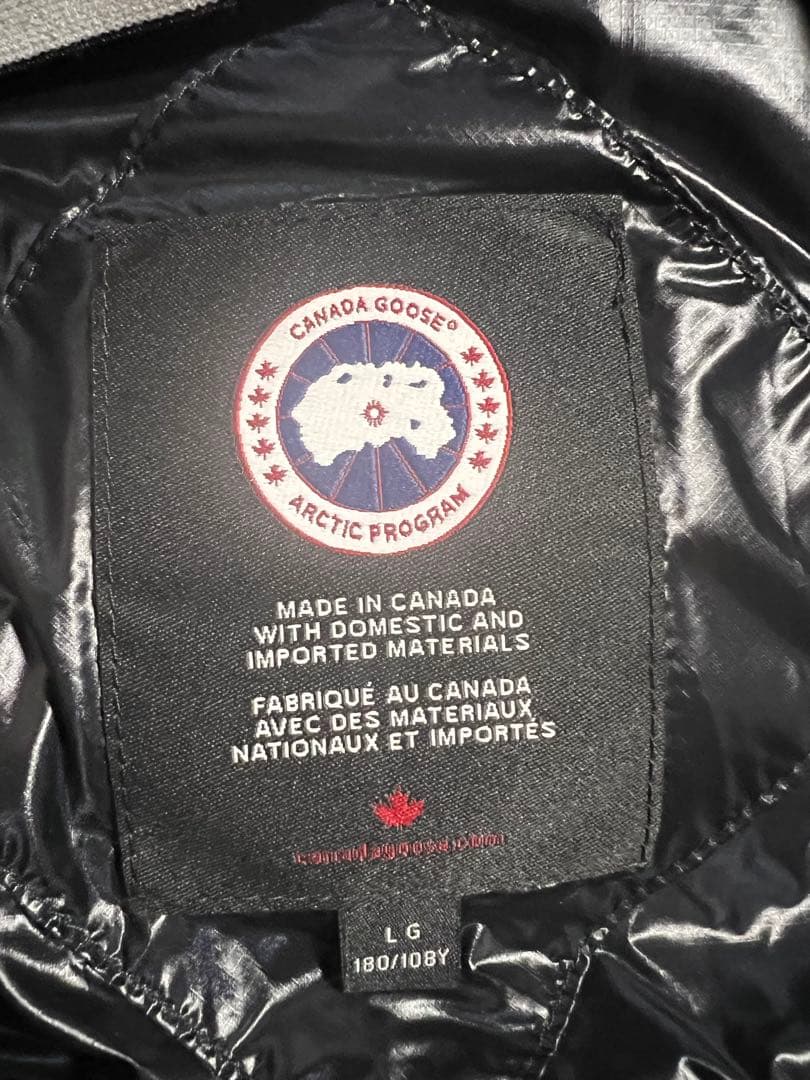 CANADA GOOSE®
ARCTIC PROGRAM
MADE IN CANADA
WITH DOMESTIC AND
IMPORTED MATERIALS
FABRIQUÉ AU CANADA
AVEC DES MATERIAUX
NATIONAUX ET IMPORTÉS
LG
180/108Y